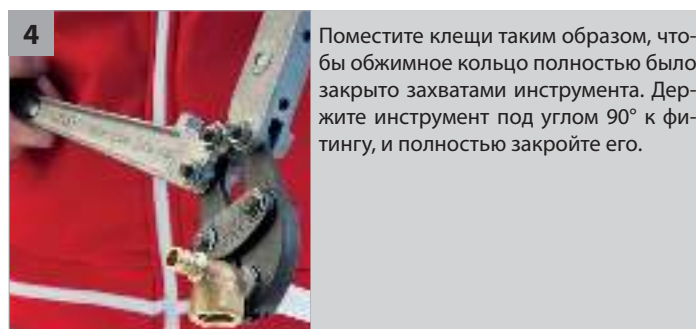 4
Поместите клещи таким образом, что-
бы обжимное кольцо полностью было
закрыто захватами инструмента. Дер-
жите инструмент под углом 90° к фи-
тингу, и полностью закройте его.